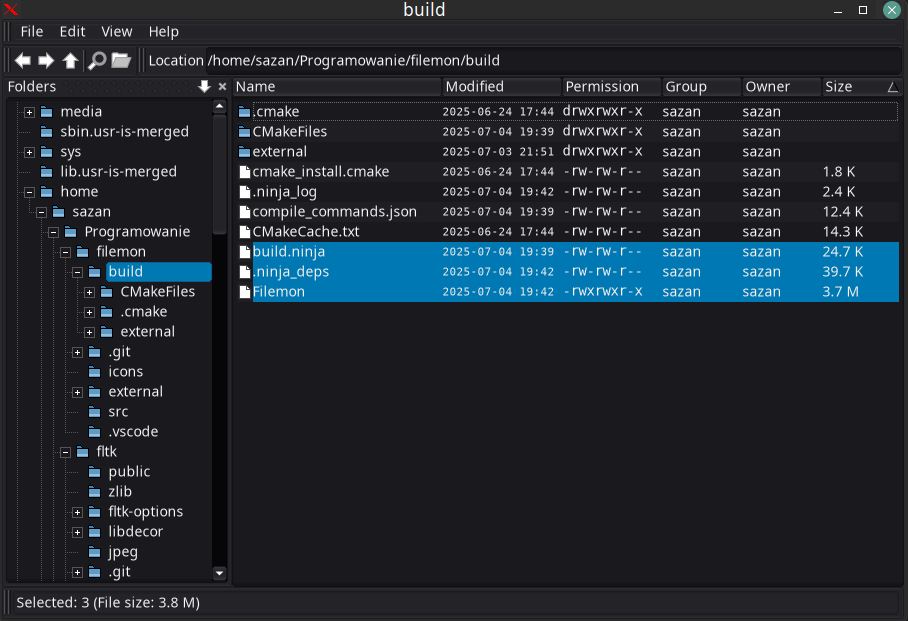 build
File Edit View Help
Location /home/sazan/Programowanie/filemon/build
Folders
media
sbin.usr-is-merged
sys
lib.usr-is-merged
home
sazan
Programowanie
filemon
build
CMakeFiles
.cmake
external
.git
icons
external
src
.vscode
fltk
public
zlib
fltk-options
libdecor
jpeg
.git
Name Modified Permission Group Owner Size
.cmake 2025-06-24 17:44 drwxrwxr-x sazan sazan
CMakeFiles 2025-07-04 19:39 drwxrwxr-x sazan sazan
external 2025-07-03 21:51 drwxrwxr-x sazan sazan
cmake_install.cmake 2025-06-24 17:44 -rw-rw-r-- sazan sazan 1.8 K
.ninja_log 2025-07-04 19:42 -rw-rw-r-- sazan sazan 2.4 K
compile_commands.json 2025-07-04 19:39 -rw-rw-r-- sazan sazan 12.4 K
CMakeCache.txt 2025-06-24 17:44 -rw-rw-r-- sazan sazan 14.3 K
build.ninja 2025-07-04 19:39 -rw-rw-r-- sazan sazan 24.7 K
.ninja_deps 2025-07-04 19:42 -rw-rw-r-- sazan sazan 39.7 K
Filemon 2025-07-04 19:42 -rwxrwxr-x sazan sazan 3.7 M
Selected: 3 (File size: 3.8 M)